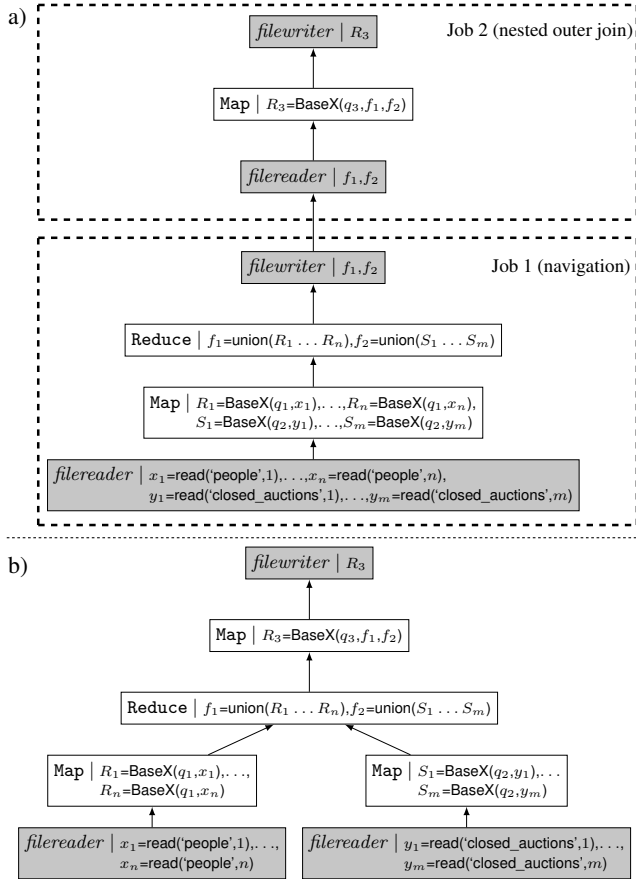 a)
filewriter | R₃
Job 2 (nested outer join)
Map | R₃=BaseX(q₃,f₁,f₂)
filereader | f₁,f₂
filewriter | f₁,f₂
Job 1 (navigation)
Reduce | f₁=union(R₁ ... Rₙ),f₂=union(S₁ ... Sₘ)
Map | R₁=BaseX(q₁,x₁),...,Rₙ=BaseX(q₁,xₙ),
S₁=BaseX(q₂,y₁),...,Sₘ=BaseX(q₂,yₘ)
filereader | x₁=read(‘people’,1),...,xₙ=read(‘people’,n),
y₁=read(‘closed_auctions’,1),...,yₘ=read(‘closed_auctions’,m)
b)
filewriter | R₃
Map | R₃=BaseX(q₃,f₁,f₂)
Reduce | f₁=union(R₁ ... Rₙ),f₂=union(S₁ ... Sₘ)
Map | R₁=BaseX(q₁,x₁),...,
Rₙ=BaseX(q₁,xₙ)
Map | S₁=BaseX(q₂,y₁),...
Sₘ=BaseX(q₂,yₘ)
filereader | x₁=read(‘people’,1),...,
xₙ=read(‘people’,n)
filereader | y₁=read(‘closed_auctions’,1),...,
yₘ=read(‘closed_auctions’,m)